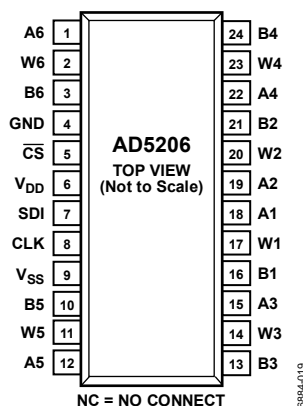 A6 1 24 B4
W6 2 23 W4
B6 3 22 A4
GND 4 21 B2
CS 5 20 W2
VDD 6 19 A2
SDI 7 18 A1
CLK 8 17 W1
VSS 9 16 B1
B5 10 15 A3
W5 11 14 W3
A5 12 13 B3
AD5206
TOP VIEW
(Not to Scale)
NC = NO CONNECT